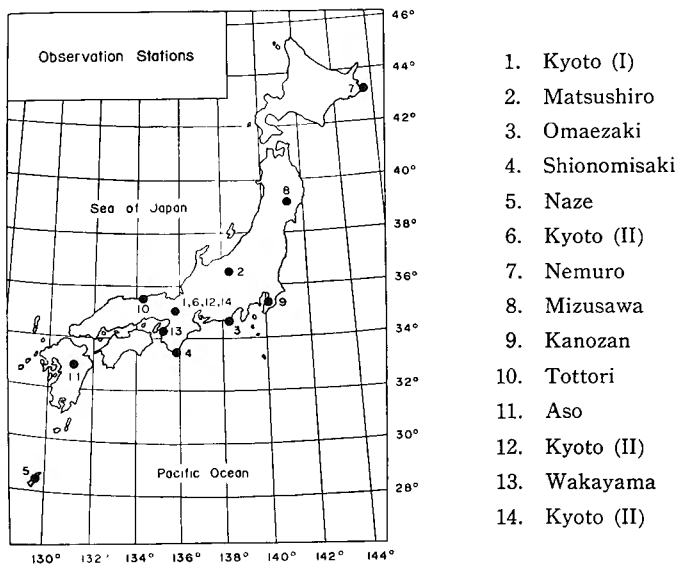 Observation Stations
46°
44°
42°
40°
38°
36°
34°
32°
30°
28°
7
8
Sea of Japan
2
1,6,12,14
10
9
13
3
4
11
5
Pacific Ocean
130° 132° 134° 136° 138° 140° 142° 144°
1. Kyoto (I)
2. Matsushiro
3. Omaezaki
4. Shionomisaki
5. Naze
6. Kyoto (II)
7. Nemuro
8. Mizusawa
9. Kanozan
10. Tottori
11. Aso
12. Kyoto (II)
13. Wakayama
14. Kyoto (II)